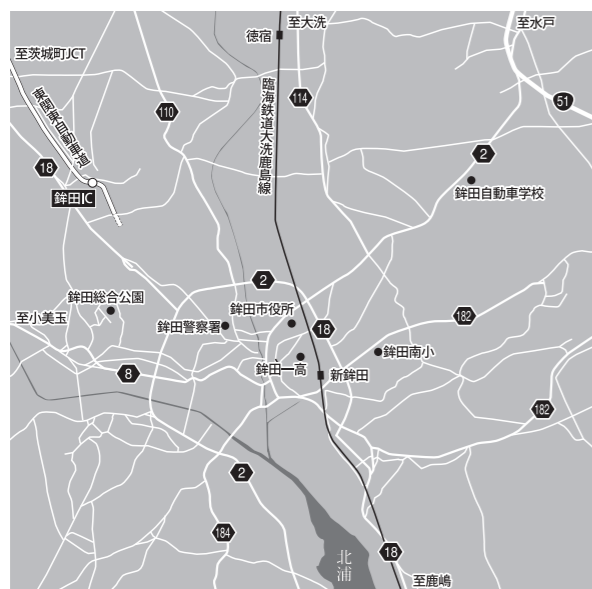 至大洗
徳宿
至水戸
至茨城町JCT
東関東自動車道
臨海鉄道大洗鹿島線
110
114
51
2
18
鉾田IC
鉾田自動車学校
2
鉾田総合公園
鉾田市役所
至小美玉
鉾田警察署
18
182
鉾田南小
鉾田一高
新鉾田
8
182
2
184
北浦
18
至鹿嶋